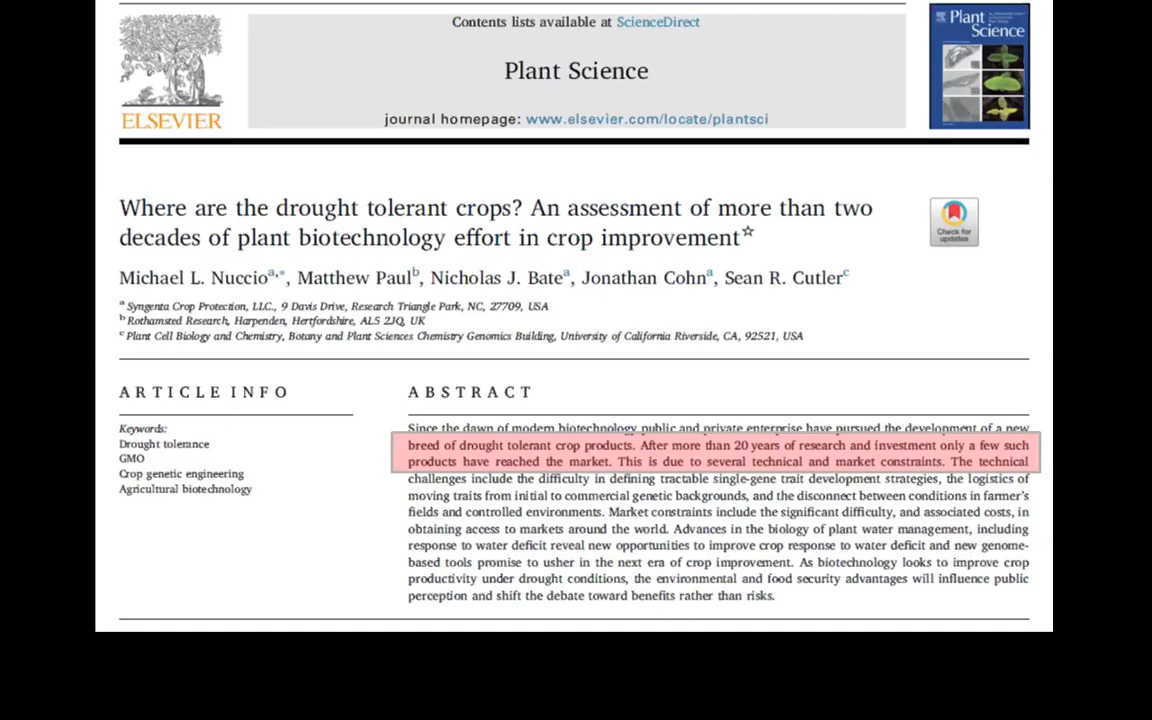 Contents lists available at ScienceDirect
Plant Science
journal homepage: www.elsevier.com/locate/plantsci
ELSEVIER
Plant
Science
Where are the drought tolerant crops? An assessment of more than two
decades of plant biotechnology effort in crop improvement☆
Check for
updates
Michael L. Nuccioa,*, Matthew Paulb, Nicholas J. Batea, Jonathan Cohna, Sean R. Cutlerc
a Syngenta Crop Protection, LLC., 9 Davis Drive, Research Triangle Park, NC, 27709, USA
b Rothamsted Research, Harpenden, Hertfordshire, AL5 2JQ, UK
c Plant Cell Biology and Chemistry, Botany and Plant Sciences Chemistry Genomics Building, University of California Riverside, CA, 92521, USA
ARTICLE INFO
Keywords:
Drought tolerance
GMO
Crop genetic engineering
Agricultural biotechnology
ABSTRACT
Since the dawn of modern biotechnology public and private enterprise have pursued the development of a new
breed of drought tolerant crop products. After more than 20 years of research and investment only a few such
products have reached the market. This is due to several technical and market constraints. The technical
challenges include the difficulty in defining tractable single-gene trait development strategies, the logistics of
moving traits from initial to commercial genetic backgrounds, and the disconnect between conditions in farmer's
fields and controlled environments. Market constraints include the significant difficulty, and associated costs, in
obtaining access to markets around the world. Advances in the biology of plant water management, including
response to water deficit reveal new opportunities to improve crop response to water deficit and new genome-
based tools promise to usher in the next era of crop improvement. As biotechnology looks to improve crop
productivity under drought conditions, the environmental and food security advantages will influence public
perception and shift the debate toward benefits rather than risks.